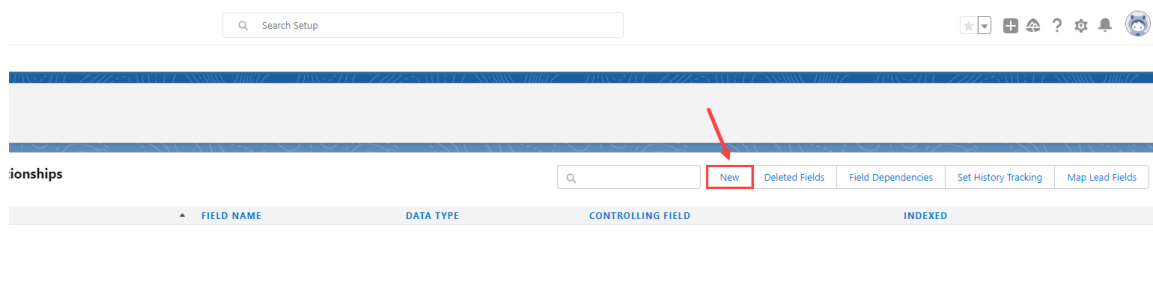 Search Setup
ionships
New Deleted Fields Field Dependencies Set History Tracking Map Lead Fields
FIELD NAME DATA TYPE CONTROLLING FIELD INDEXED